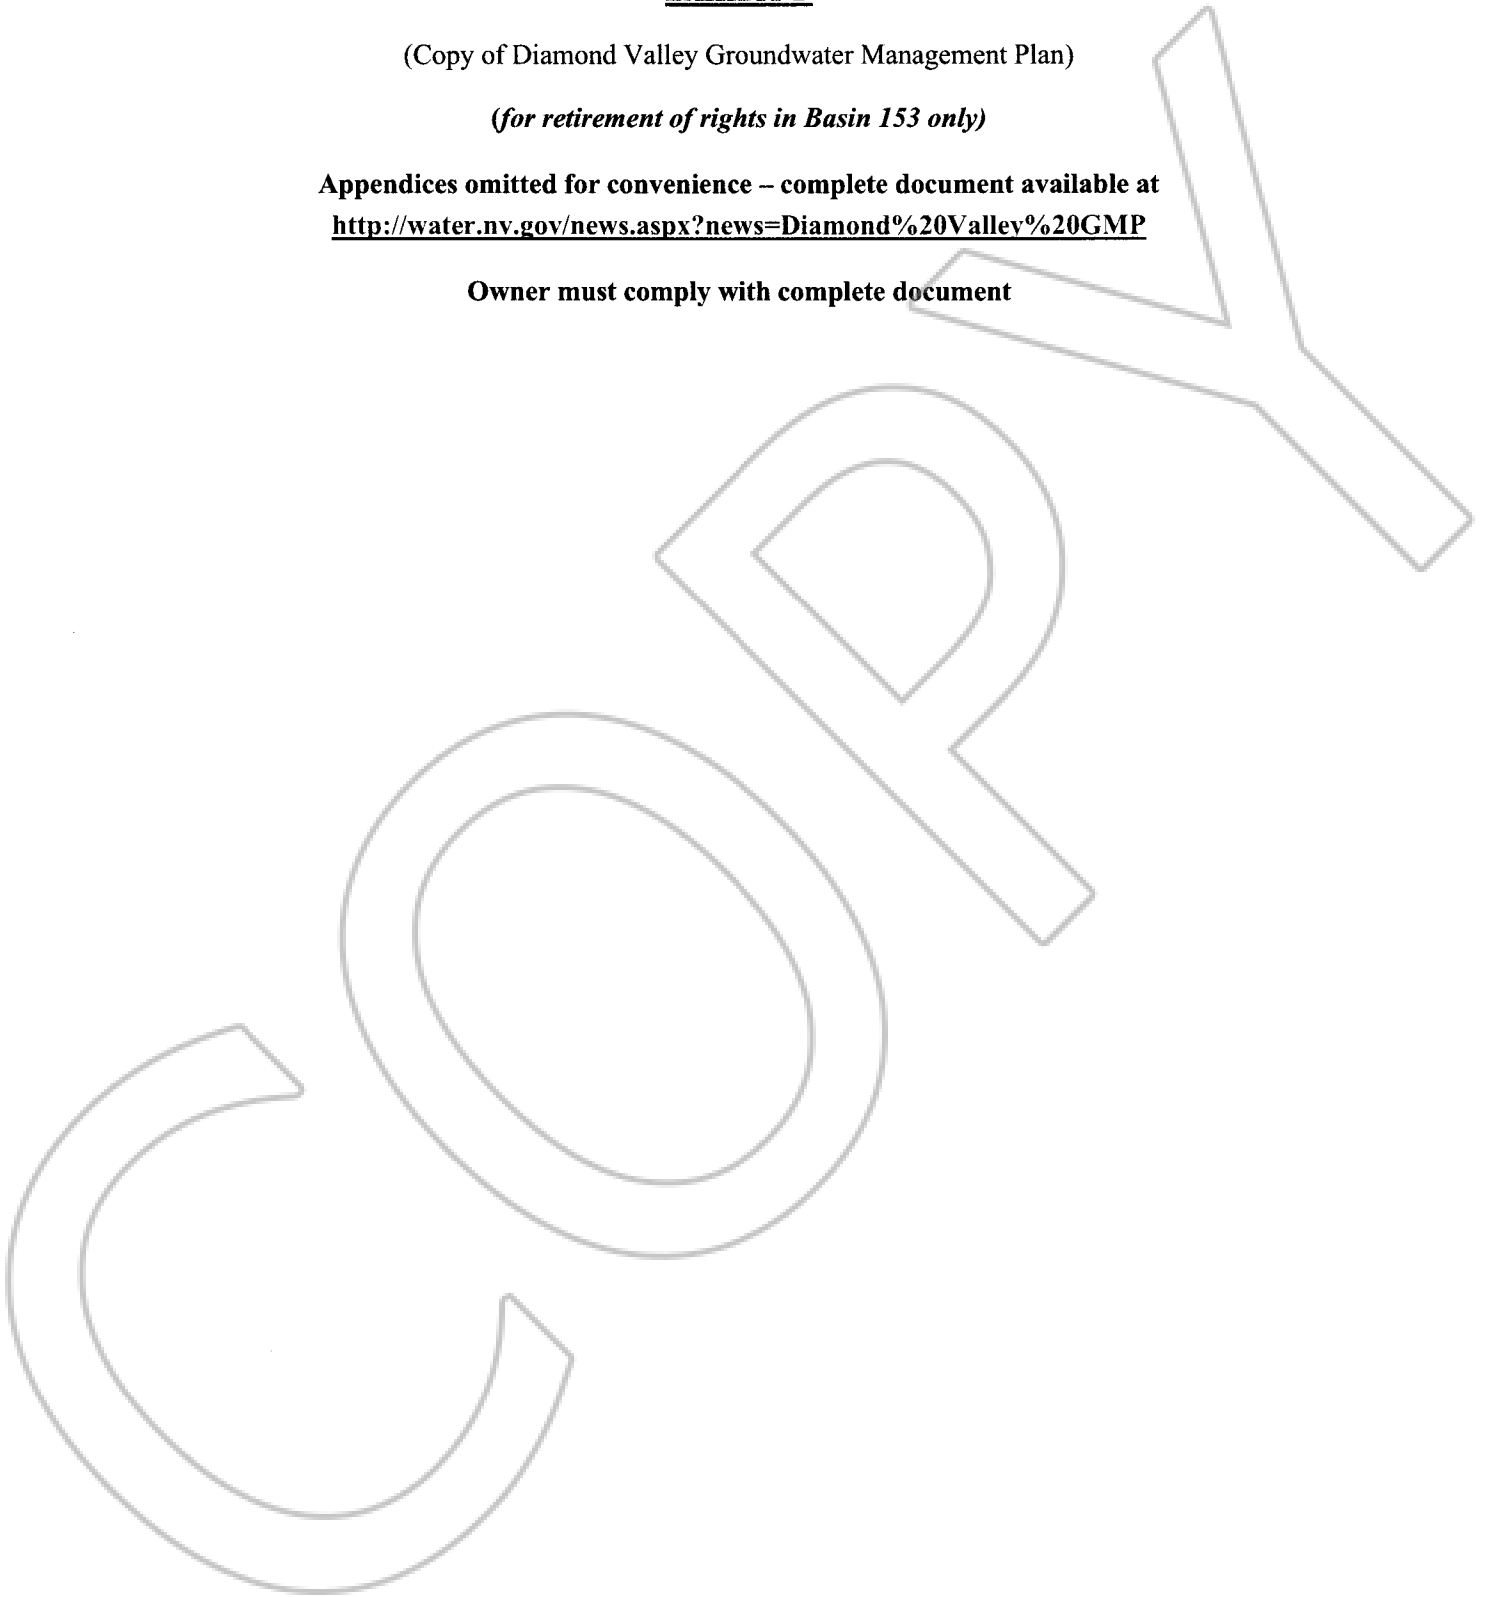 (Copy of Diamond Valley Groundwater Management Plan)
(for retirement of rights in Basin 153 only)
Appendices omitted for convenience – complete document available at
http://water.nv.gov/news.aspx?news=Diamond%20Valley%20GMP
Owner must comply with complete document
COPY